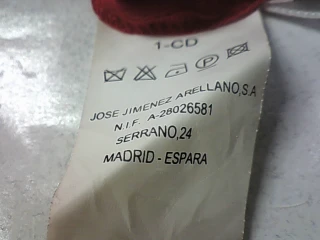 1-CD
JOSE JIMENEZ ARELLANO,S.A
N.I.F. A-28026581
SERRANO,24
MADRID - ESPARA